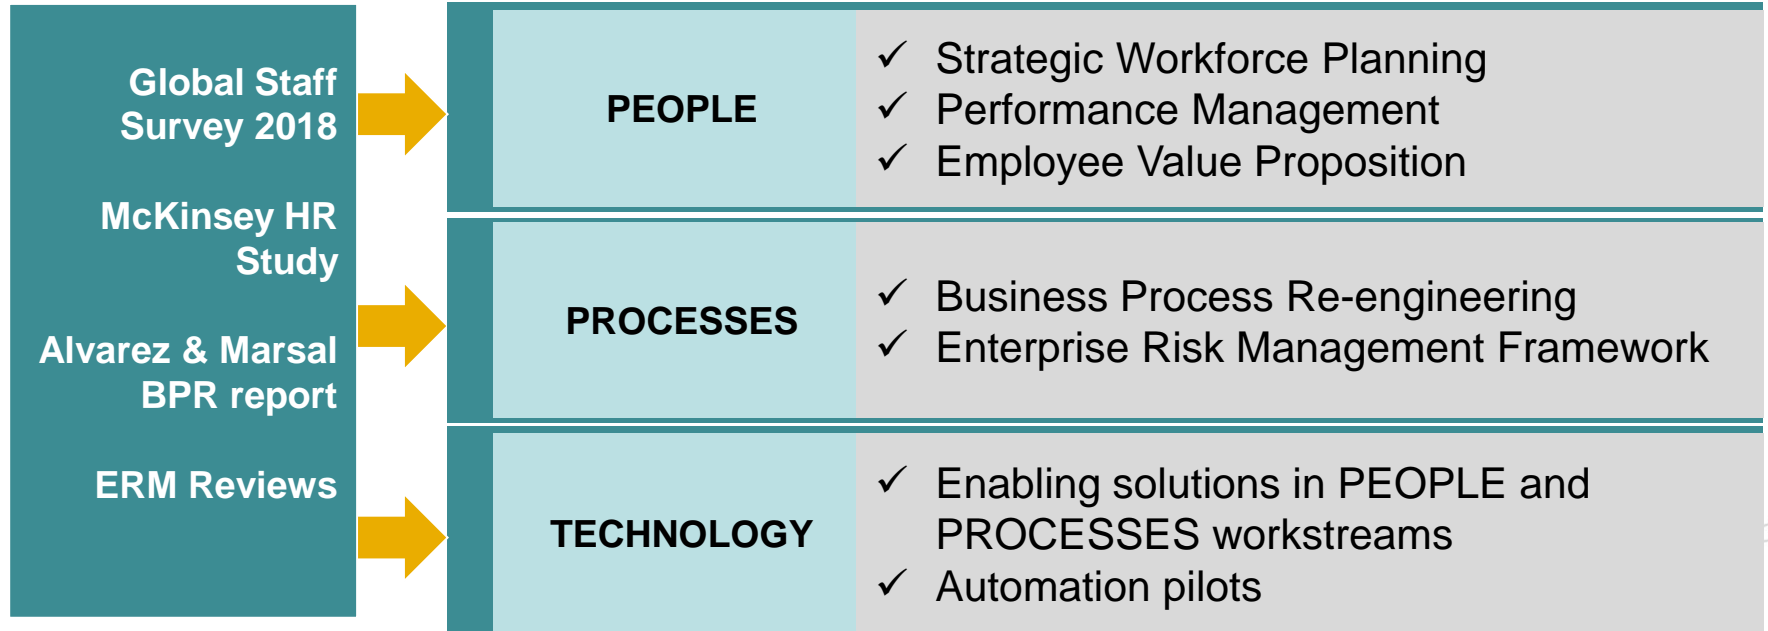 Global Staff
Survey 2018
McKinsey HR
Study
Alvarez & Marsal
BPR report
ERM Reviews
PEOPLE
✓ Strategic Workforce Planning
✓ Performance Management
✓ Employee Value Proposition
PROCESSES
✓ Business Process Re-engineering
✓ Enterprise Risk Management Framework
TECHNOLOGY
✓ Enabling solutions in PEOPLE and
PROCESSES workstreams
✓ Automation pilots